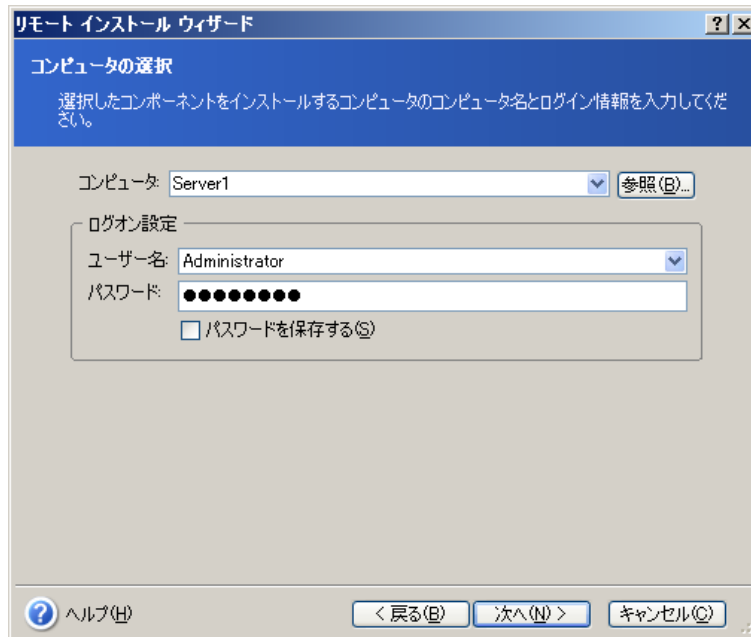 リモート インストール ウィザード
コンピュータの選択
選択したコンポーネントをインストールするコンピュータのコンピュータ名とログイン情報を入力してくだ
さい。
コンピュータ: Server1 参照(B)...
ログオン設定
ユーザー名: Administrator
パスワード: ●●●●●●●●
パスワードを保存する(S)
ヘルプ(H) < 戻る(B) 次へ(N) > キャンセル(C)